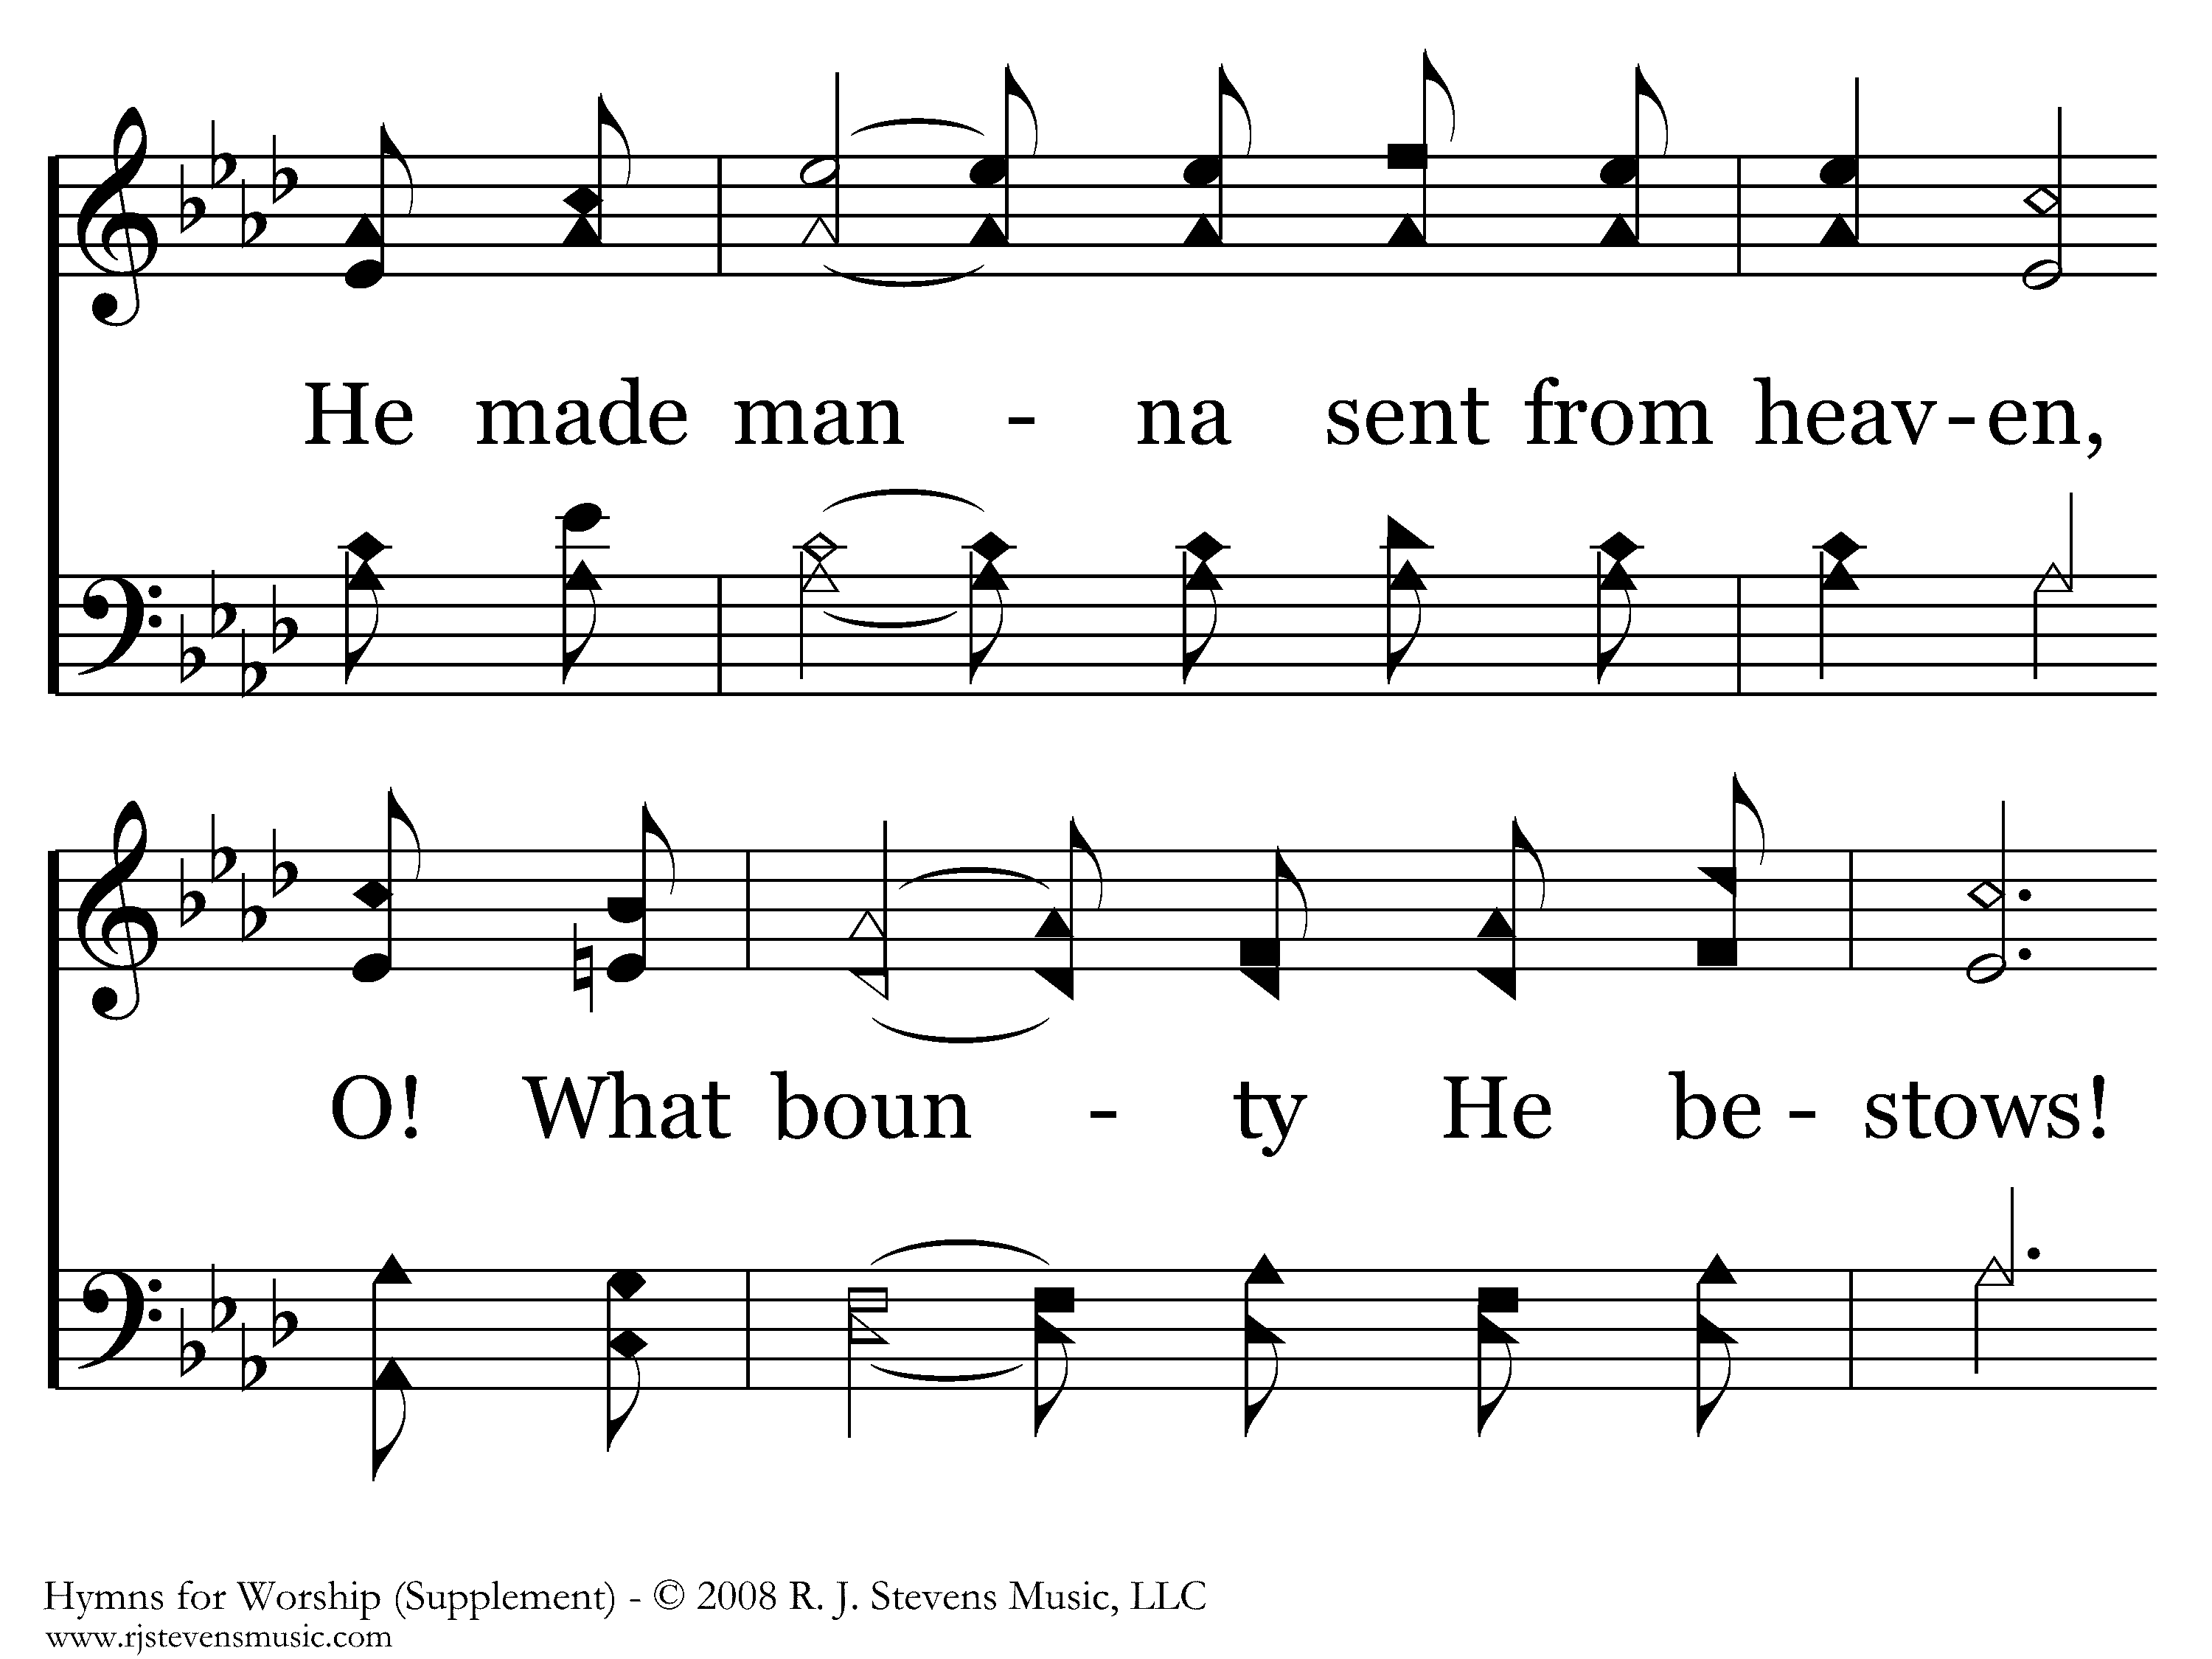 He made man - na sent from heav - en,
O! What boun - ty He be - stows!
Hymns for Worship (Supplement) - © 2008 R. J. Stevens Music, LLC
www.rjstevensmusic.com